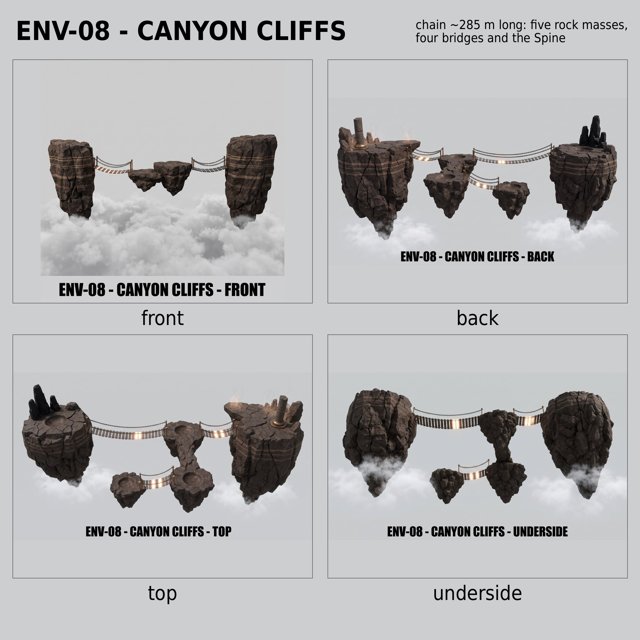 ENV-08 - CANYON CLIFFS
chain ~285 m long: five rock masses,
four bridges and the Spine
ENV-08 - CANYON CLIFFS - FRONT
front
ENV-08 - CANYON CLIFFS - BACK
back
ENV-08 - CANYON CLIFFS - TOP
top
ENV-08 - CANYON CLIFFS - UNDERSIDE
underside